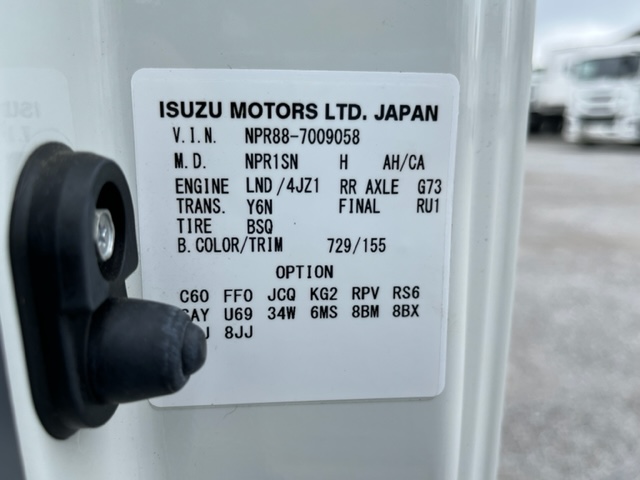 ISUZU MOTORS LTD. JAPAN
V.I.N. NPR88-7009058
M.D. NPR1SN H AH/CA
ENGINE LND/4JZ1 RR AXLE G73
TRANS. Y6N FINAL RU1
TIRE BSQ
B.COLOR/TRIM 729/155
OPTION
C60 FF0 JCQ KG2 RPV RS6
U69 34W 6MS 8BM 8BX
8JJ